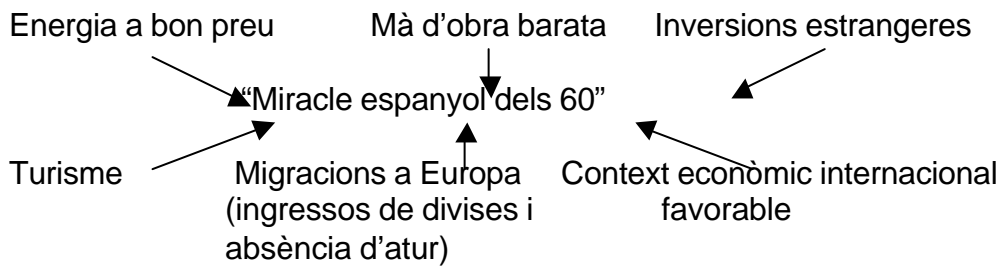 Energia a bon preu Mà d’obra barata Inversions estrangeres
“Miracle espanyol dels 60”
Turisme Migracions a Europa Context econòmic internacional
(ingressos de divises i favorable
absència d’atur)